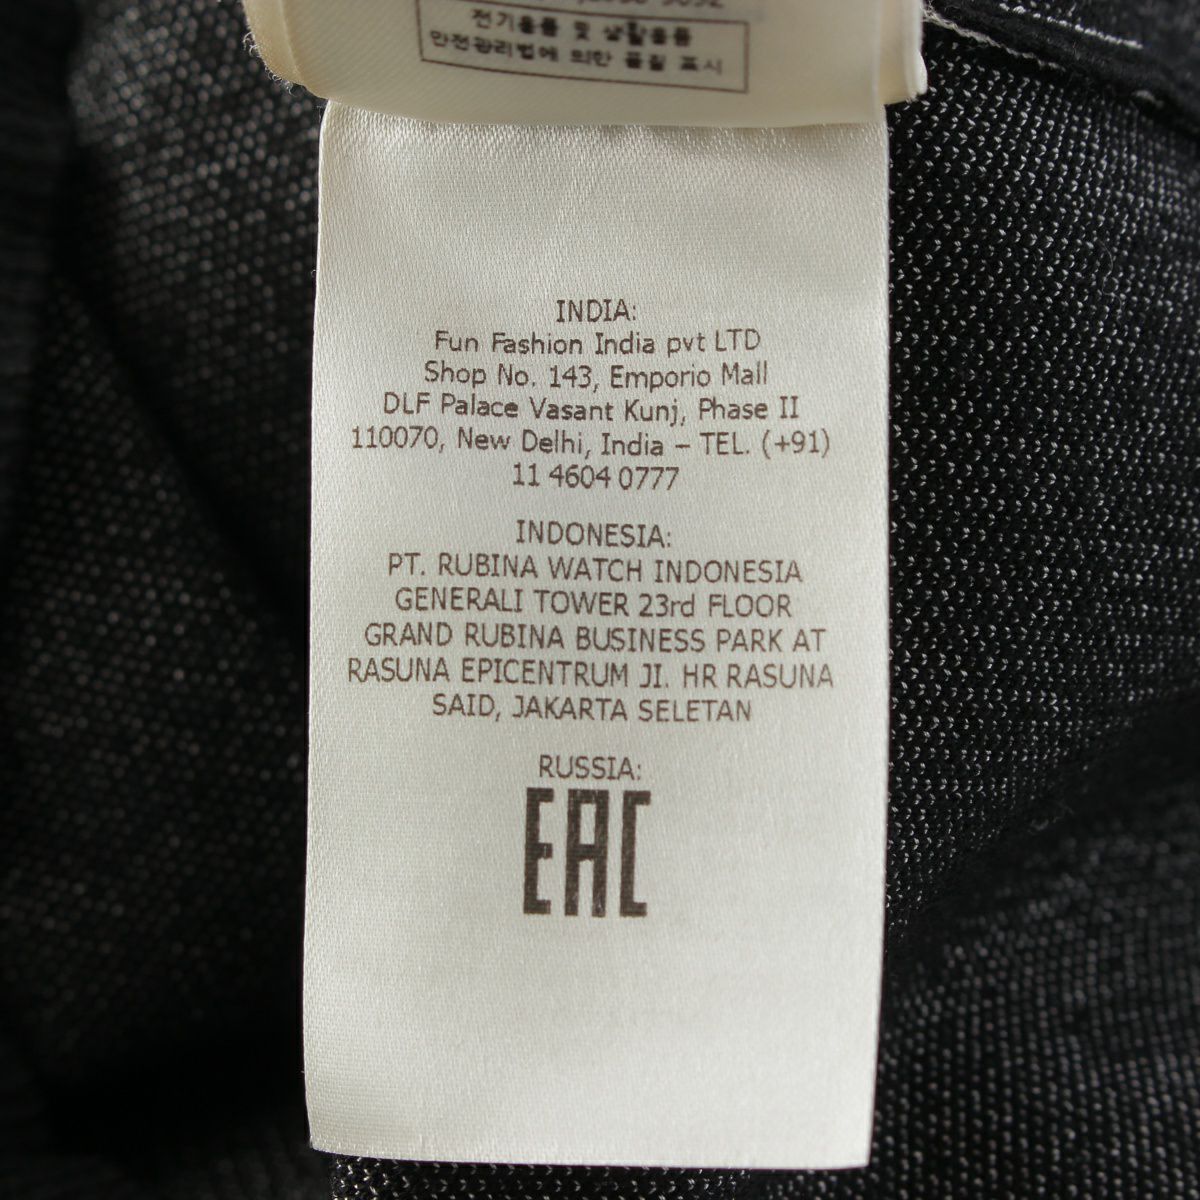 전기용품 및 생활용품
안전관리법에 의한 품질 표시
INDIA:
Fun Fashion India pvt LTD
Shop No. 143, Emporio Mall
DLF Palace Vasant Kunj, Phase II
110070, New Delhi, India – TEL. (+91)
11 4604 0777
INDONESIA:
PT. RUBINA WATCH INDONESIA
GENERALI TOWER 23rd FLOOR
GRAND RUBINA BUSINESS PARK AT
RASUNA EPICENTRUM JI. HR RASUNA
SAID, JAKARTA SELETAN
RUSSIA:
EAC